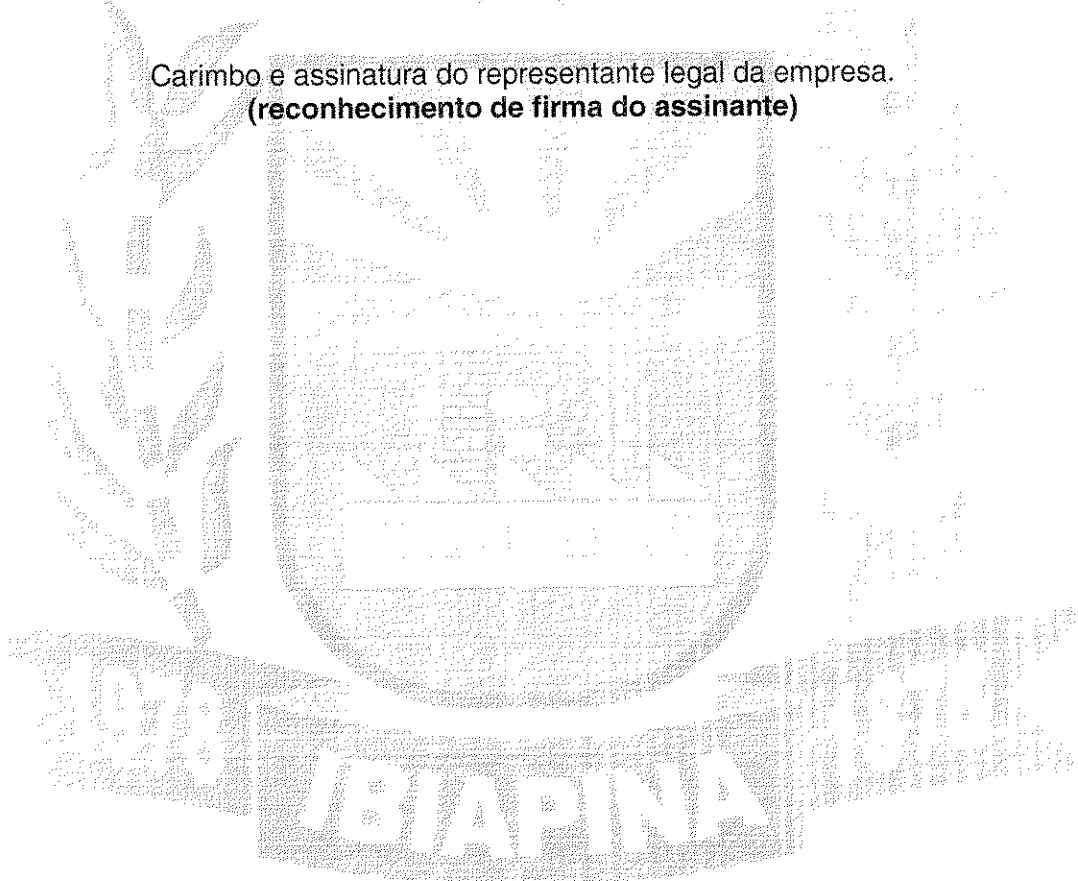 Carimbo e assinatura do representante legal da empresa.
(reconhecimento de firma do assinante)
IBIAPINA